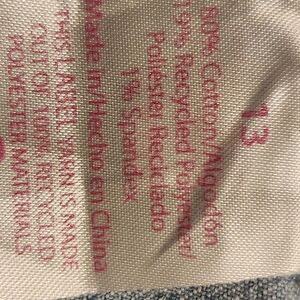 13
80% Cotton/Algodón
19% Recycled Polyester/
Poliester Reciclado
1% Spandex
Made in/Hecho en China
THIS LABEL YARN IS MADE
OUT OF 100% RECYCLED
POLYESTER MATERIALS